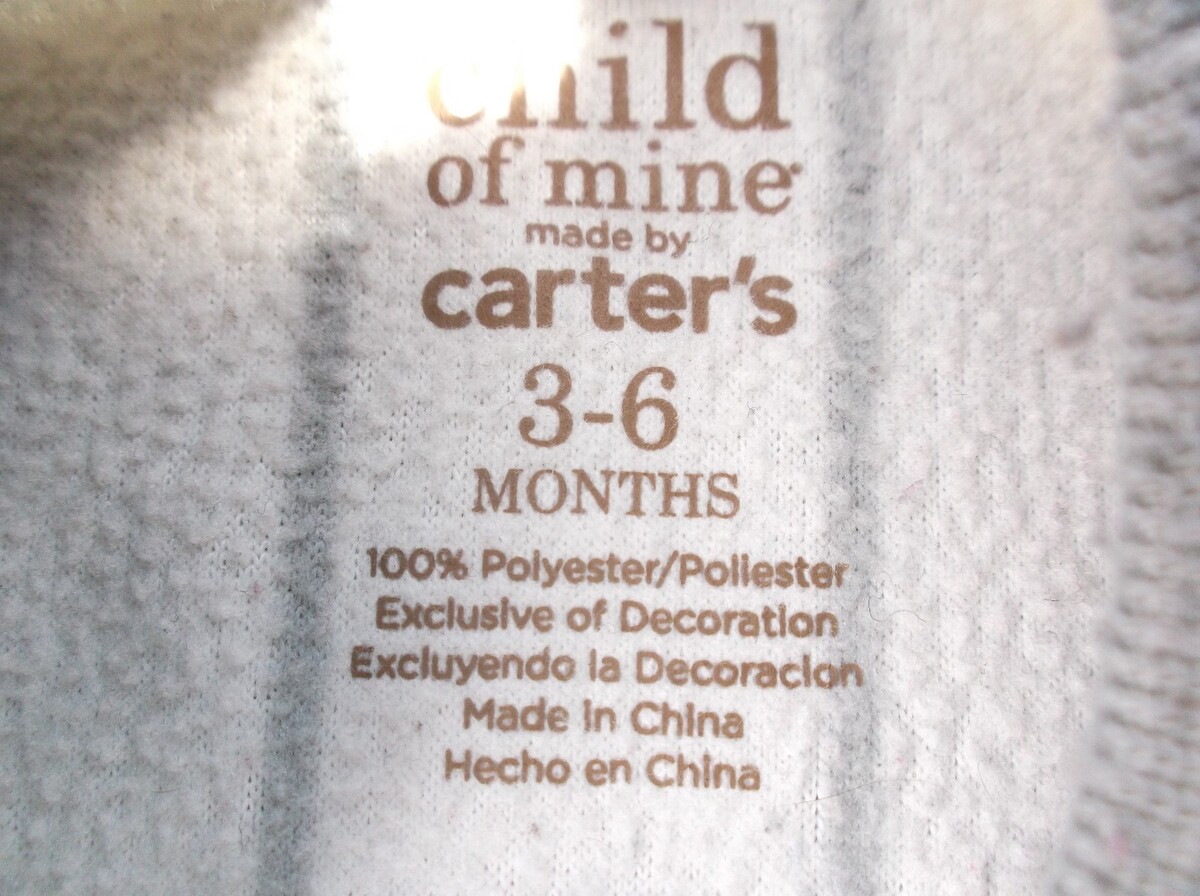 child
of mine
made by
carter's
3-6
MONTHS
100% Polyester/Poliester
Exclusive of Decoration
Excluyendo la Decoracion
Made in China
Hecho en China